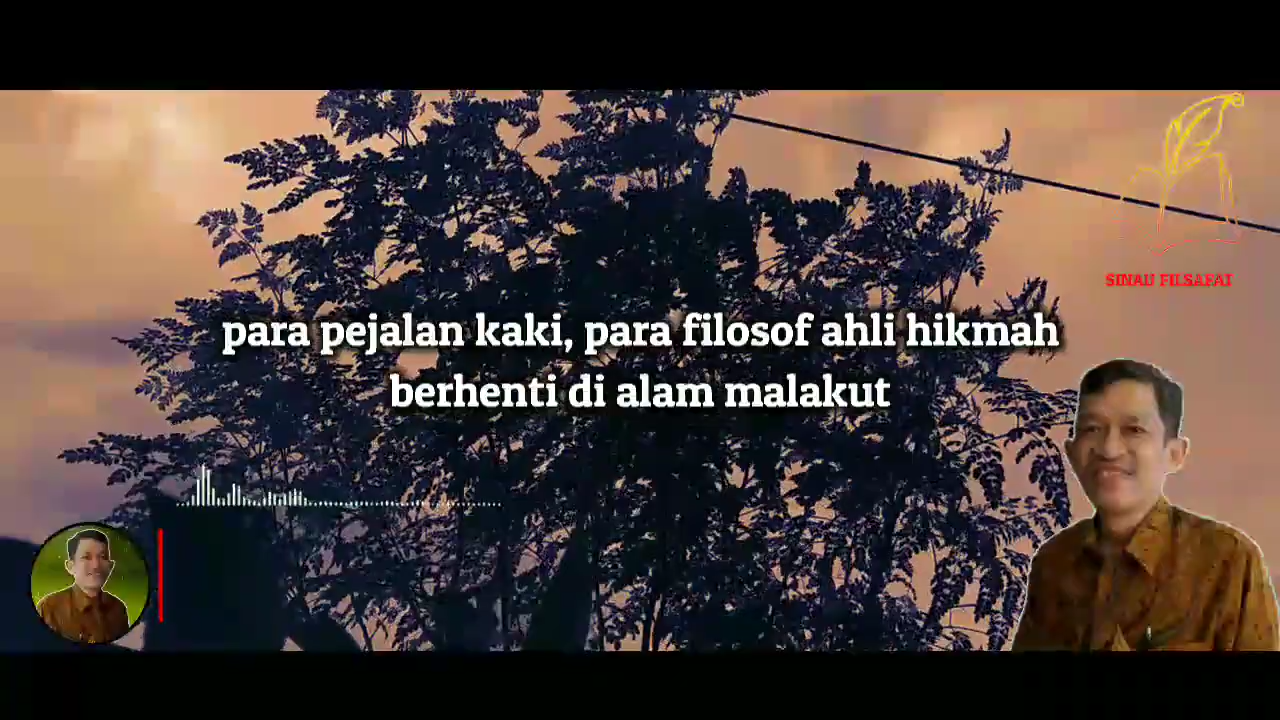 SINAU FILSAFAT
para pejalan kaki, para filosof ahli hikmah
berhenti di alam malakut